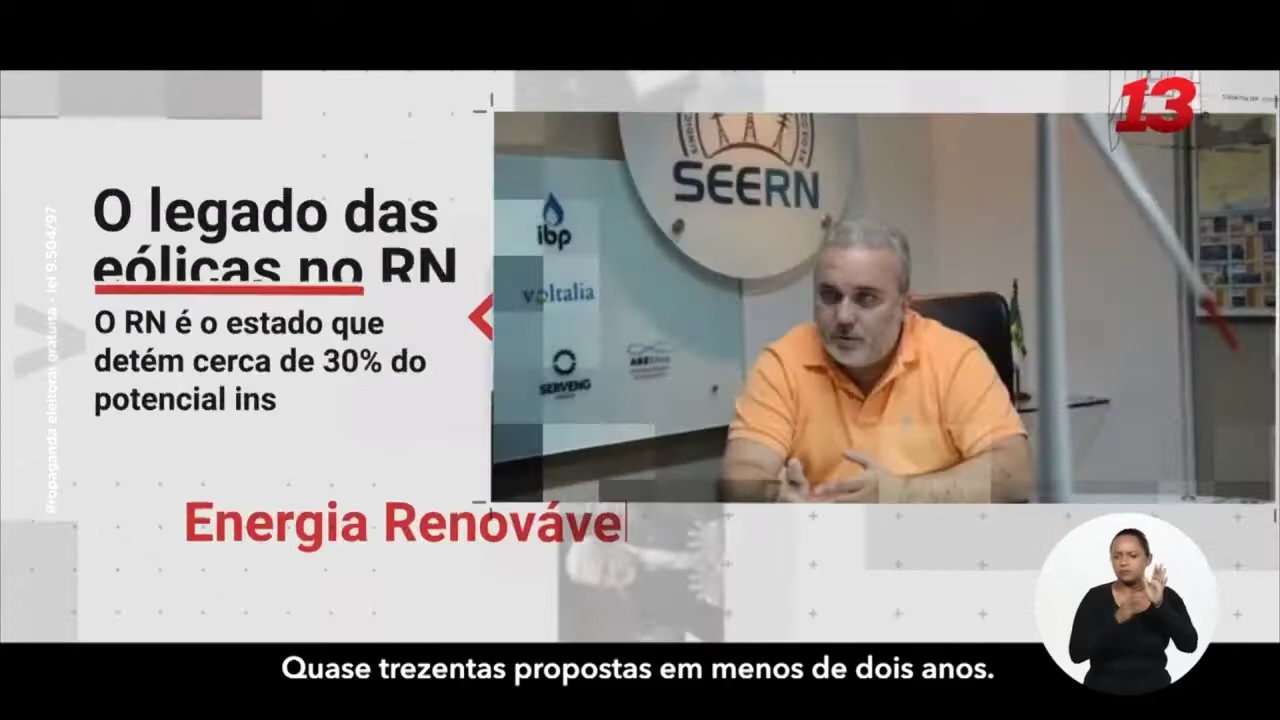 13
O legado das
eólicas no RN
O RN é o estado que
detém cerca de 30% do
potencial ins
Energia Renováve
Propaganda eleitoral gratuita - lei 9.504/97
SEERN
ibp
voltalia
SERVENG
Quase trezentas propostas em menos de dois anos.